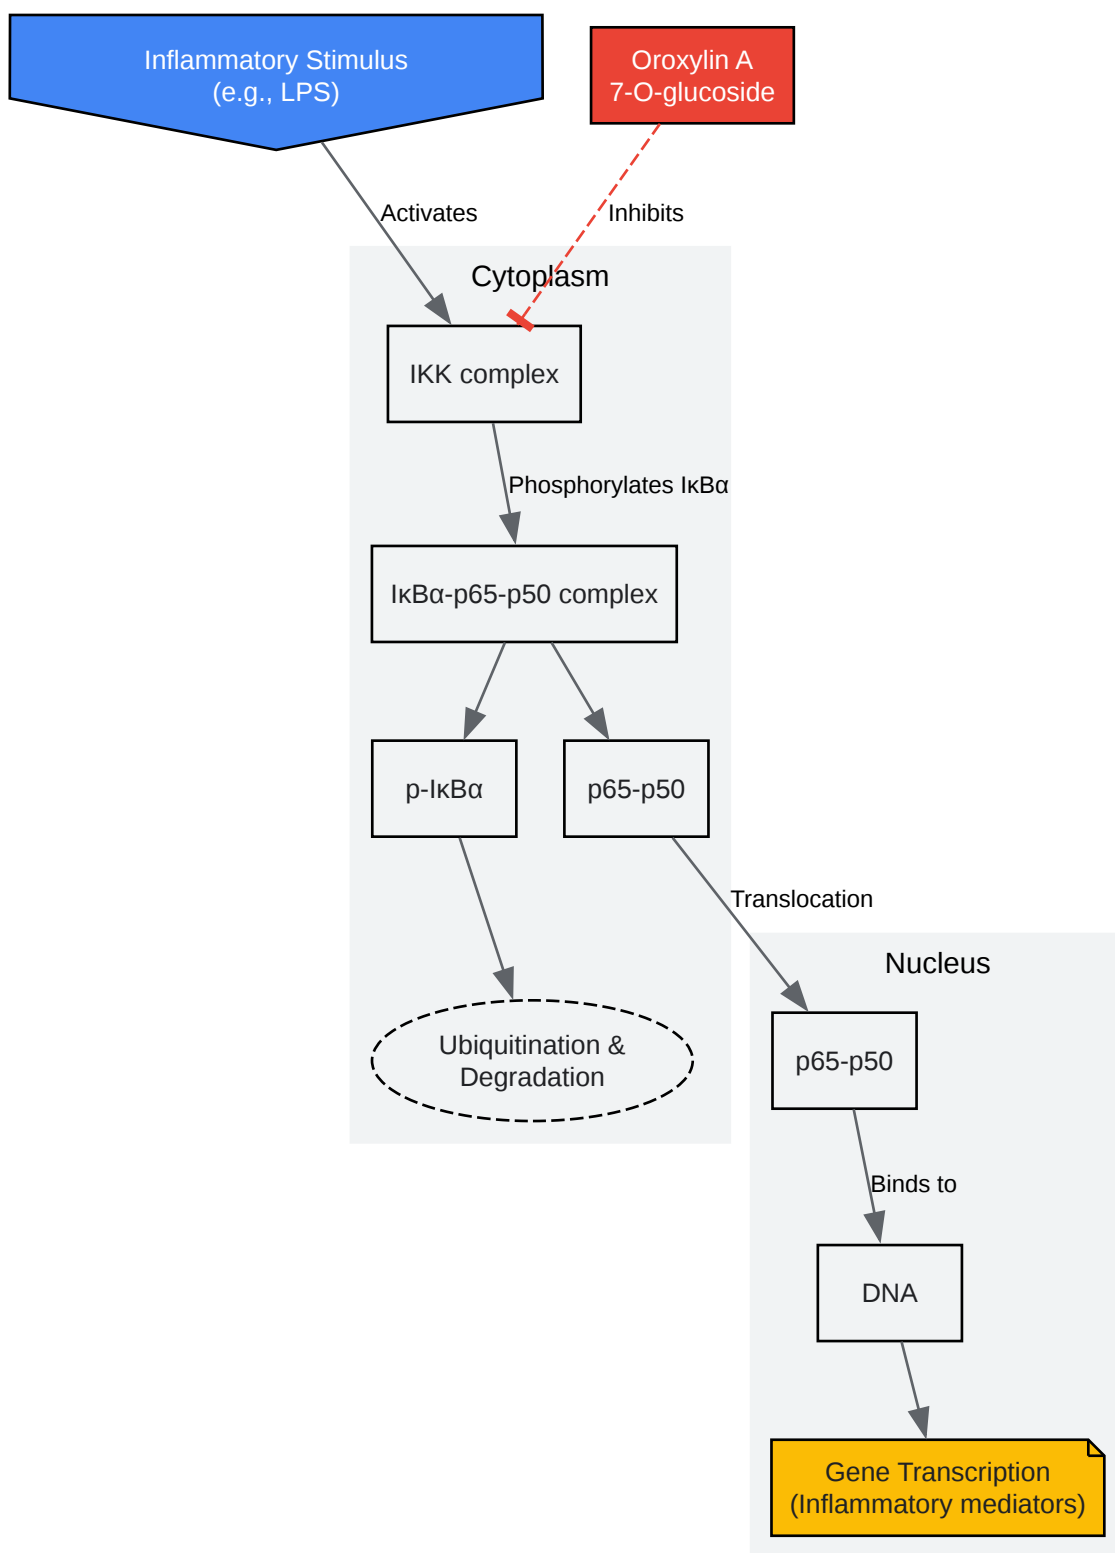 Inflammatory Stimulus
(e.g., LPS)
Oroxylin A
7-O-glucoside
Activates
Inhibits
Cytoplasm
IKK complex
Phosphorylates IκBα
IκBα-p65-p50 complex
p-IκBα
p65-p50
Translocation
Nucleus
Ubiquitination &
Degradation
p65-p50
Binds to
DNA
Gene Transcription
(Inflammatory mediators)